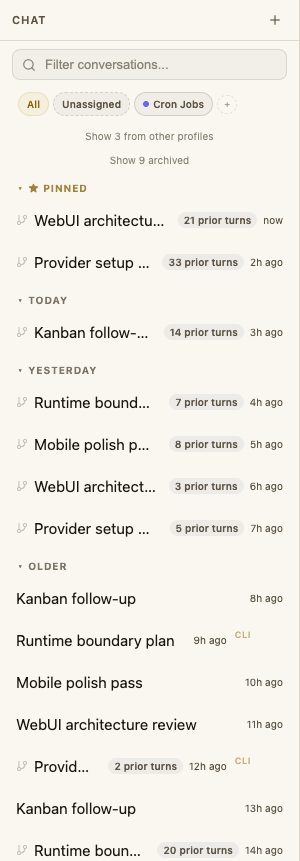 CHAT +
Filter conversations...
All Unassigned Cron Jobs +
Show 3 from other profiles
Show 9 archived
PINNED
WebUI architectu... 21 prior turns now
Provider setup ... 33 prior turns 2h ago
TODAY
Kanban follow-... 14 prior turns 3h ago
YESTERDAY
Runtime bound... 7 prior turns 4h ago
Mobile polish p... 8 prior turns 5h ago
WebUI architect... 3 prior turns 6h ago
Provider setup ... 5 prior turns 7h ago
OLDER
Kanban follow-up 8h ago
Runtime boundary plan 9h ago CLI
Mobile polish pass 10h ago
WebUI architecture review 11h ago
Provid... 2 prior turns 12h ago CLI
Kanban follow-up 13h ago
Runtime boun... 20 prior turns 14h ago